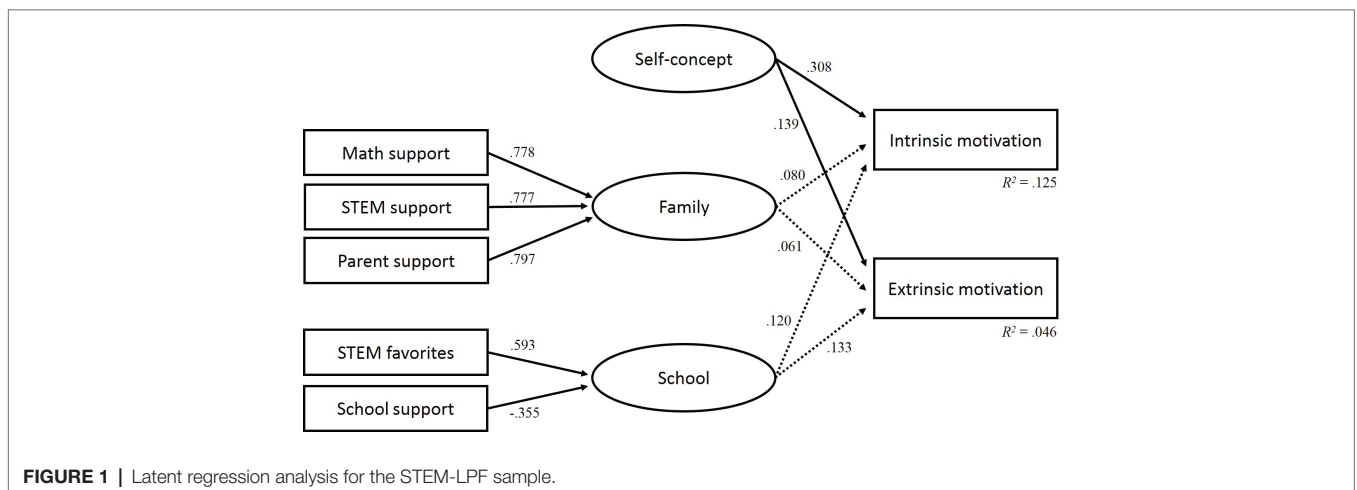 Self-concept
.308
.139
Intrinsic motivation
R² = .125
Math support
.778
STEM support
.777
Parent support
.797
Family
.080
.061
Extrinsic motivation
R² = .046
STEM favorites
.593
School support
-.355
School
.120
.133
FIGURE 1 | Latent regression analysis for the STEM-LPF sample.